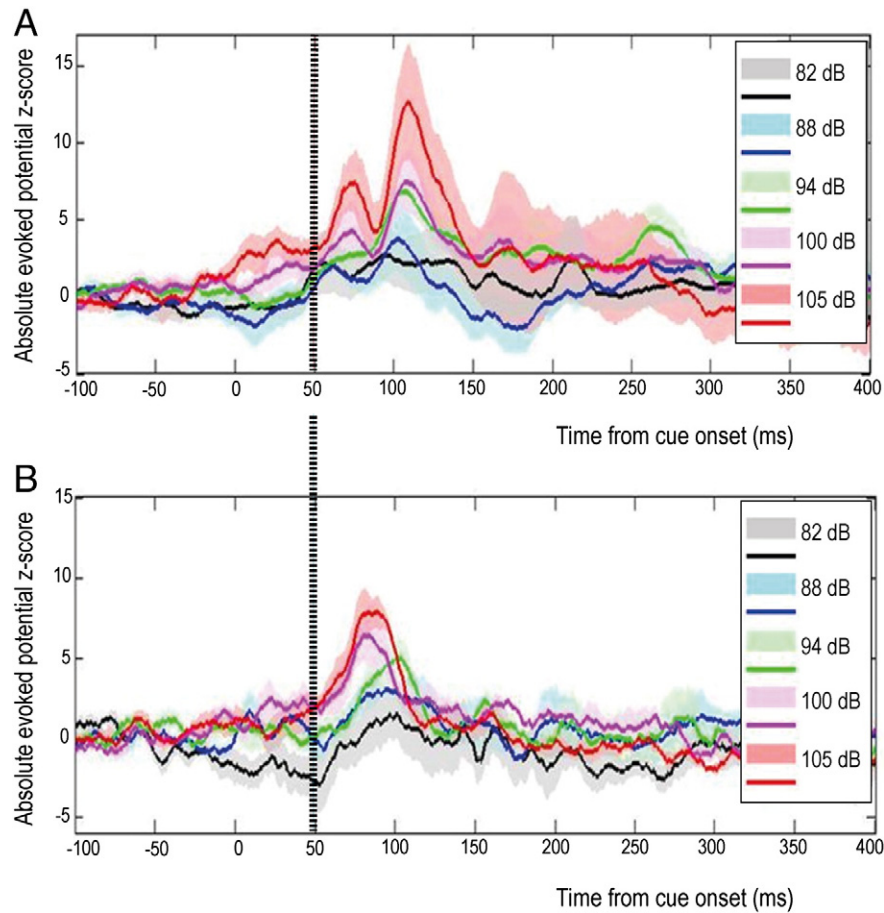 A
Absolute evoked potential z-score
15
10
5
0
-5
-100 -50 0 50 100 150 200 250 300 350 400
Time from cue onset (ms)
82 dB
88 dB
94 dB
100 dB
105 dB
B
Absolute evoked potential z-score
15
10
5
0
-5
-100 -50 0 50 100 150 200 250 300 350 400
Time from cue onset (ms)
82 dB
88 dB
94 dB
100 dB
105 dB